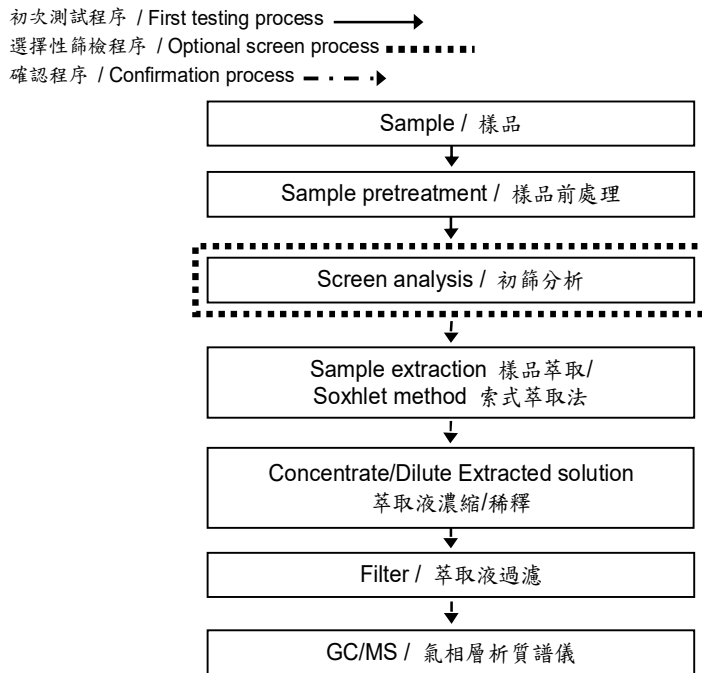 初次測試程序 / First testing process
選擇性篩檢程序 / Optional screen process
確認程序 / Confirmation process
Sample / 樣品
Sample pretreatment / 樣品前處理
Screen analysis / 初篩分析
Sample extraction 樣品萃取/
Soxhlet method 索式萃取法
Concentrate/Dilute Extracted solution
萃取液濃縮/稀釋
Filter / 萃取液過濾
GC/MS / 氣相層析質譜儀